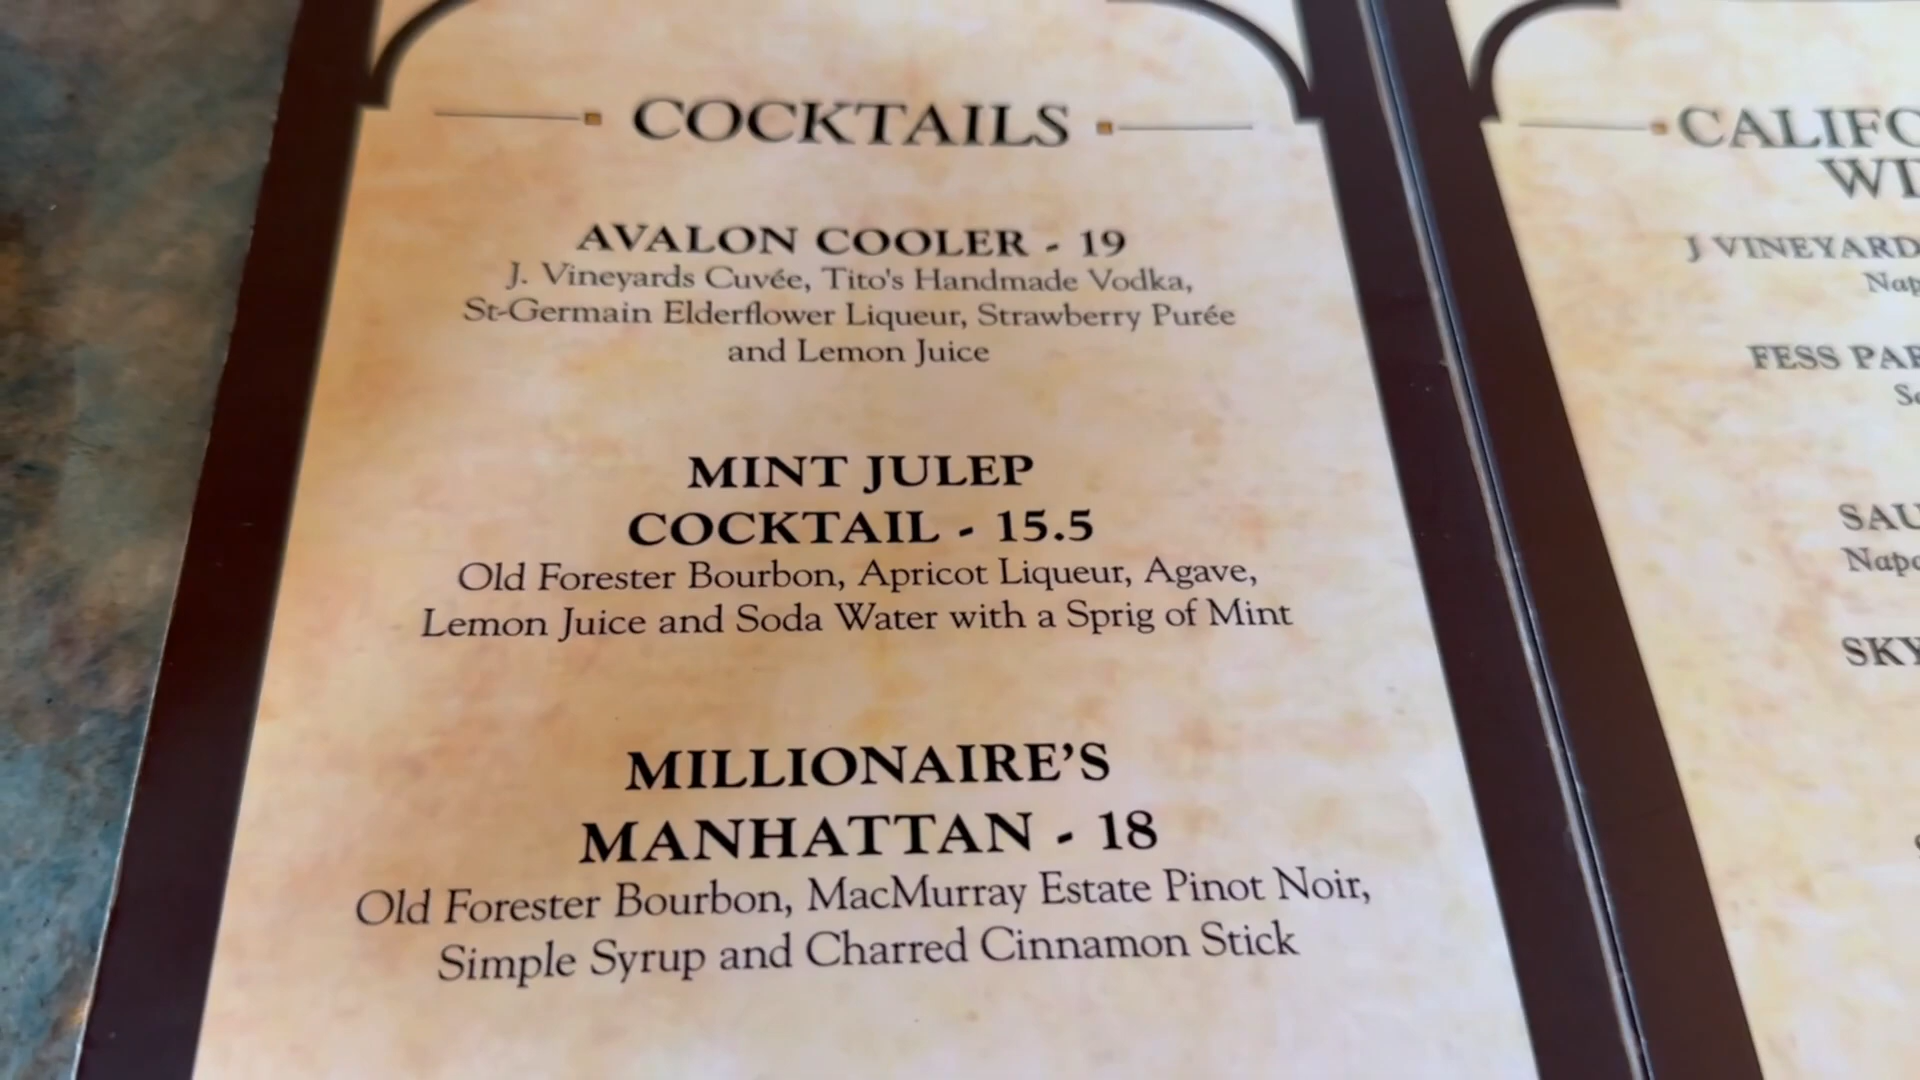 COCKTAILS
AVALON COOLER - 19
J. Vineyards Cuvée, Tito's Handmade Vodka,
St-Germain Elderflower Liqueur, Strawberry Purée
and Lemon Juice
MINT JULEP
COCKTAIL - 15.5
Old Forester Bourbon, Apricot Liqueur, Agave,
Lemon Juice and Soda Water with a Sprig of Mint
MILLIONAIRE’S
MANHATTAN - 18
Old Forester Bourbon, MacMurray Estate Pinot Noir,
Simple Syrup and Charred Cinnamon Stick
J VINEYARD
FESS